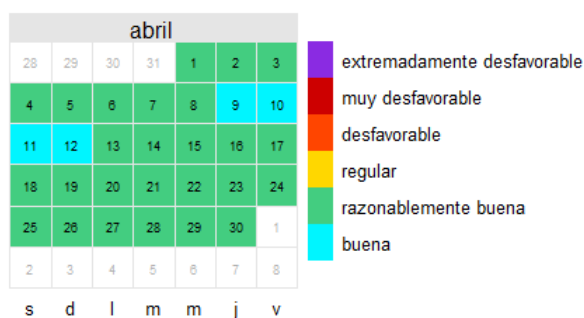 abril
28 29 30 31 1 2 3
4 5 6 7 8 9 10
11 12 13 14 15 16 17
18 19 20 21 22 23 24
25 26 27 28 29 30 1
2 3 4 5 6 7 8
s d l m m j v
extremadamente desfavorable
muy desfavorable
desfavorable
regular
razonablemente buena
buena